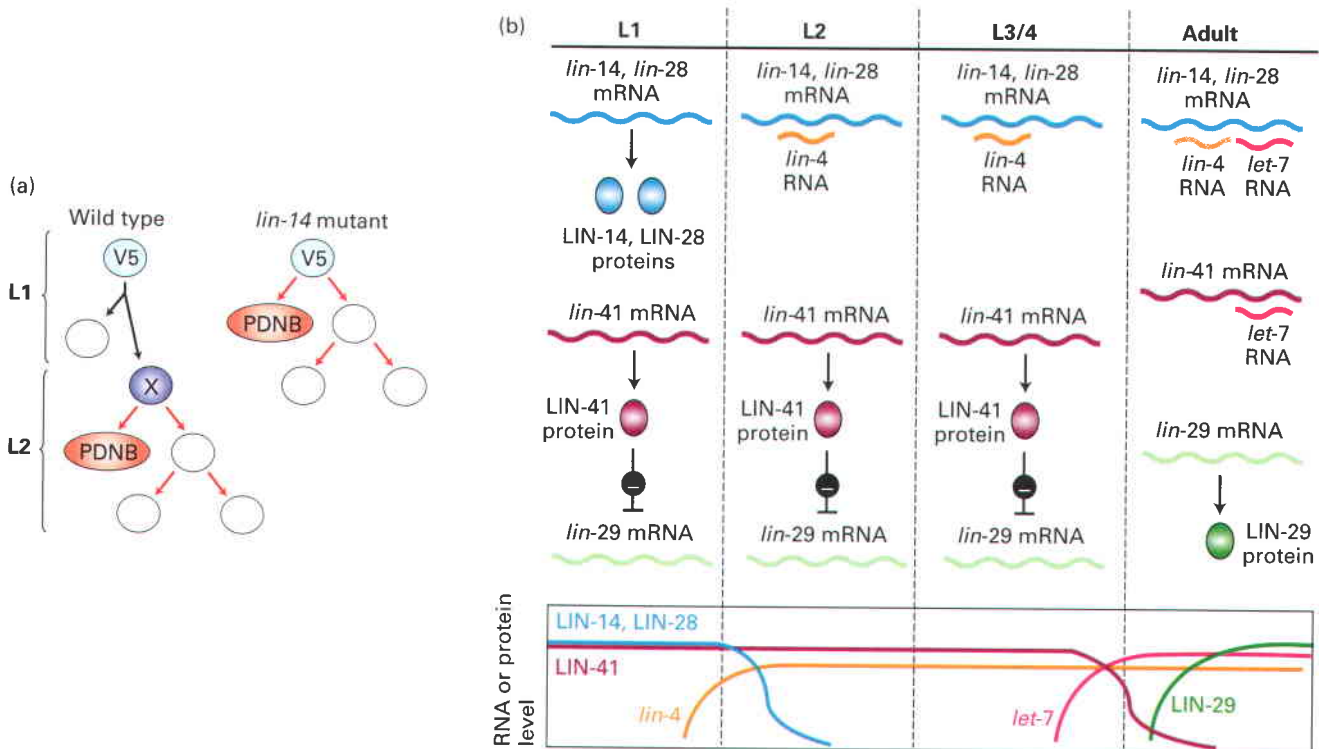 (a)
Wild type
lin-14 mutant
L1
V5
V5
PDNB
L2
X
PDNB
(b)
L1
L2
L3/4
Adult
lin-14, lin-28
mRNA
LIN-14, LIN-28
proteins
lin-41 mRNA
LIN-41
protein
−
lin-29 mRNA
lin-14, lin-28
mRNA
lin-4
RNA
lin-41 mRNA
LIN-41
protein
−
lin-29 mRNA
lin-14, lin-28
mRNA
lin-4
RNA
lin-41 mRNA
LIN-41
protein
−
lin-29 mRNA
lin-14, lin-28
mRNA
lin-4
RNA
let-7
RNA
lin-41 mRNA
let-7
RNA
lin-29 mRNA
LIN-29
protein
RNA or protein
level
LIN-14, LIN-28
LIN-41
lin-4
let-7
LIN-29